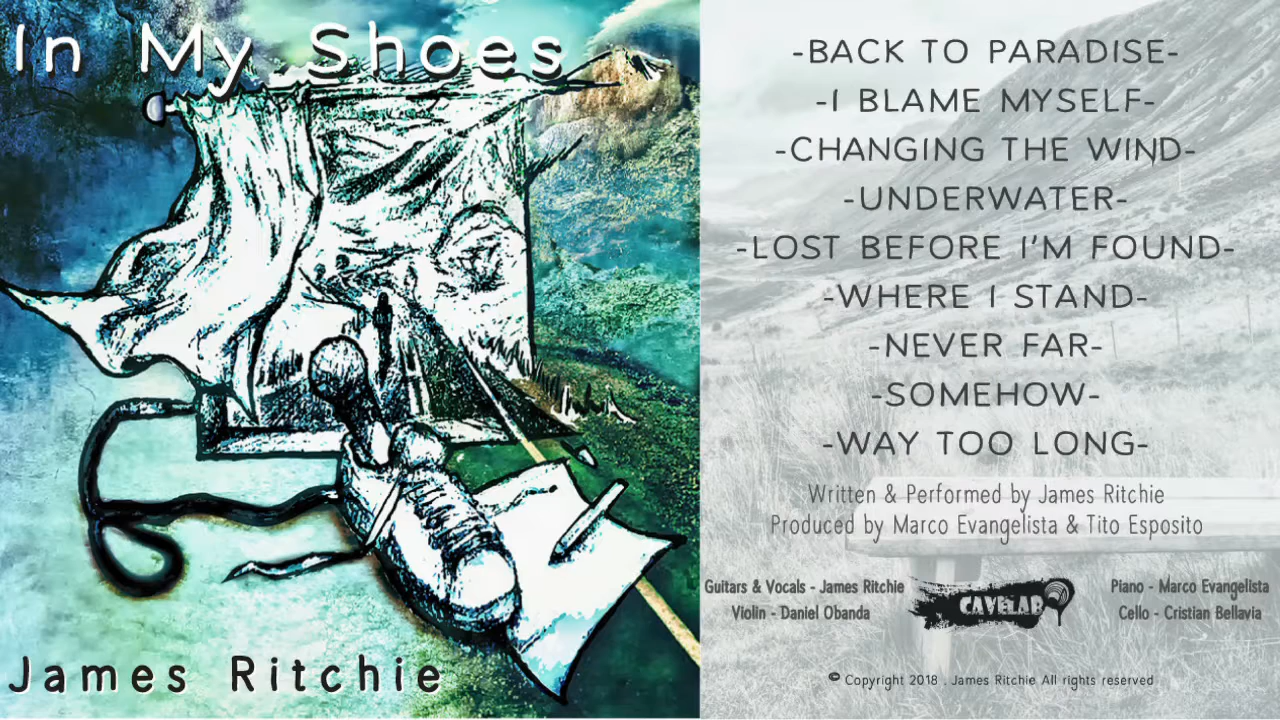 In My Shoes
James Ritchie
-BACK TO PARADISE-
-I BLAME MYSELF-
-CHANGING THE WIND-
-UNDERWATER-
-LOST BEFORE I'M FOUND-
-WHERE I STAND-
-NEVER FAR-
-SOMEHOW-
-WAY TOO LONG-
Written & Performed by James Ritchie
Produced by Marco Evangelista & Tito Esposito
Guitars & Vocals - James Ritchie
Violin - Daniel Obanda
CAVELAB
Piano - Marco Evangelista
Cello - Cristian Bellavia
© Copyright 2018 . James Ritchie All rights reserved